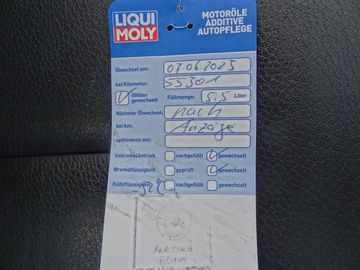 LIQUI
MOLY
MOTORÖLE
ADDITIVE
AUTOPFLEGE
Ölwechsel am: 07.06.2023
bei Kilometer: 55301
Ölfilter
gewechselt
Füllmenge: 5.5 Liter
Nächster Ölwechsel: nach
bei km: Anzeige
spätestens am:
Getriebe/Antrieb nachgefüllt gewechselt
Bremsflüssigkeit geprüft gewechselt
Kühlflüssigkeit nachgefüllt gewechselt